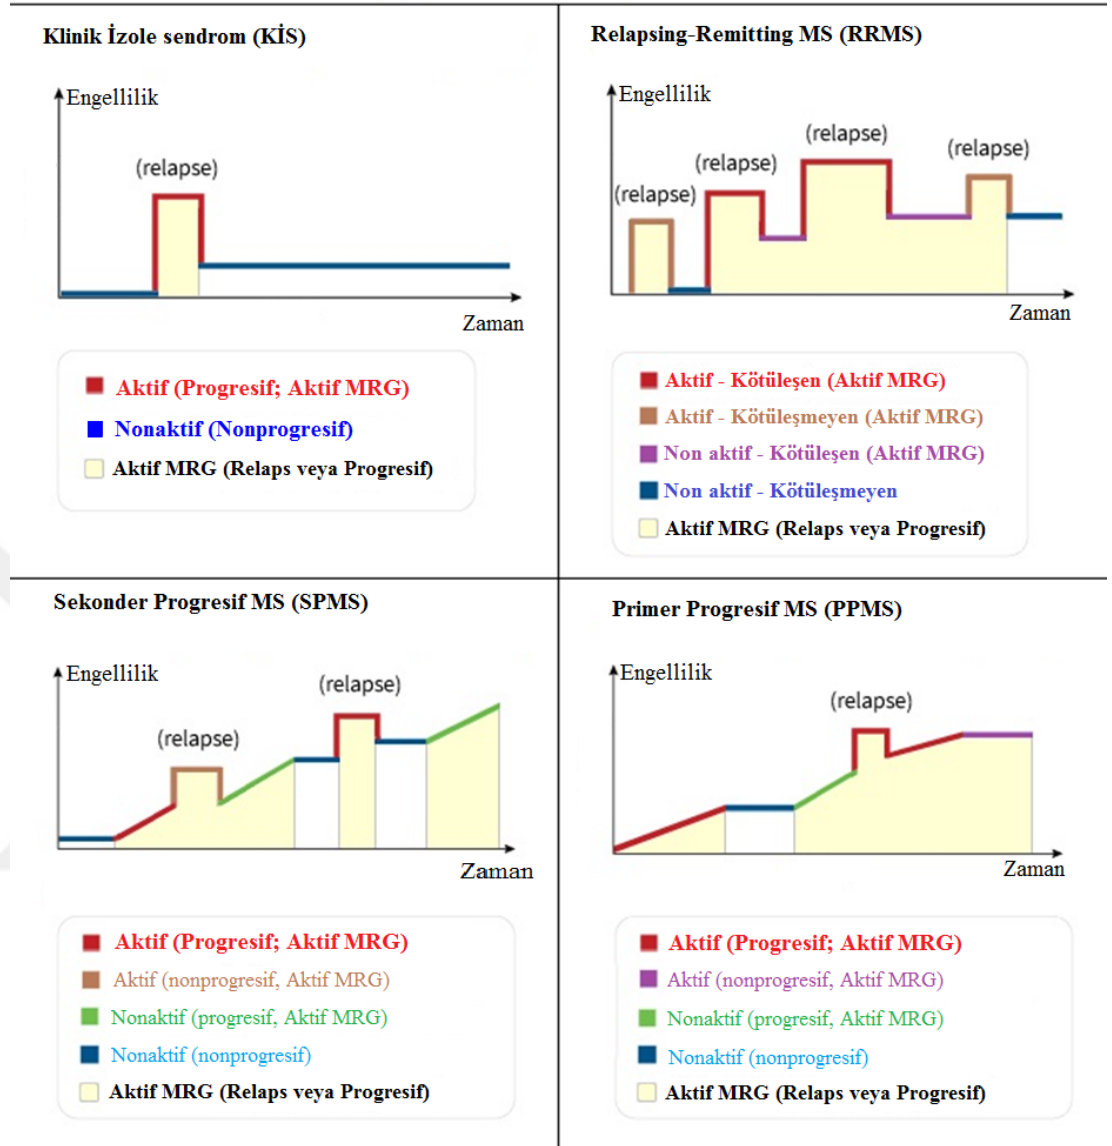 Klinik İzole sendrom (KİS)
Engellilik
(relapse)
Zaman
Aktif (Progresif; Aktif MRG)
Nonaktif (Nonprogresif)
Aktif MRG (Relaps veya Progresif)
Relapsing-Remitting MS (RRMS)
Engellilik
(relapse)
(relapse)
(relapse)
(relapse)
Zaman
Aktif - Kötüleşen (Aktif MRG)
Aktif - Kötüleşmeyen (Aktif MRG)
Non aktif - Kötüleşen (Aktif MRG)
Non aktif - Kötüleşmeyen
Aktif MRG (Relaps veya Progresif)
Sekonder Progresif MS (SPMS)
Engellilik
(relapse)
(relapse)
Zaman
Aktif (Progresif; Aktif MRG)
Aktif (nonprogresif, Aktif MRG)
Nonaktif (progresif, Aktif MRG)
Nonaktif (nonprogresif)
Aktif MRG (Relaps veya Progresif)
Primer Progresif MS (PPMS)
Engellilik
(relapse)
Zaman
Aktif (Progresif; Aktif MRG)
Aktif (nonprogresif, Aktif MRG)
Nonaktif (progresif, Aktif MRG)
Nonaktif (nonprogresif)
Aktif MRG (Relaps veya Progresif)